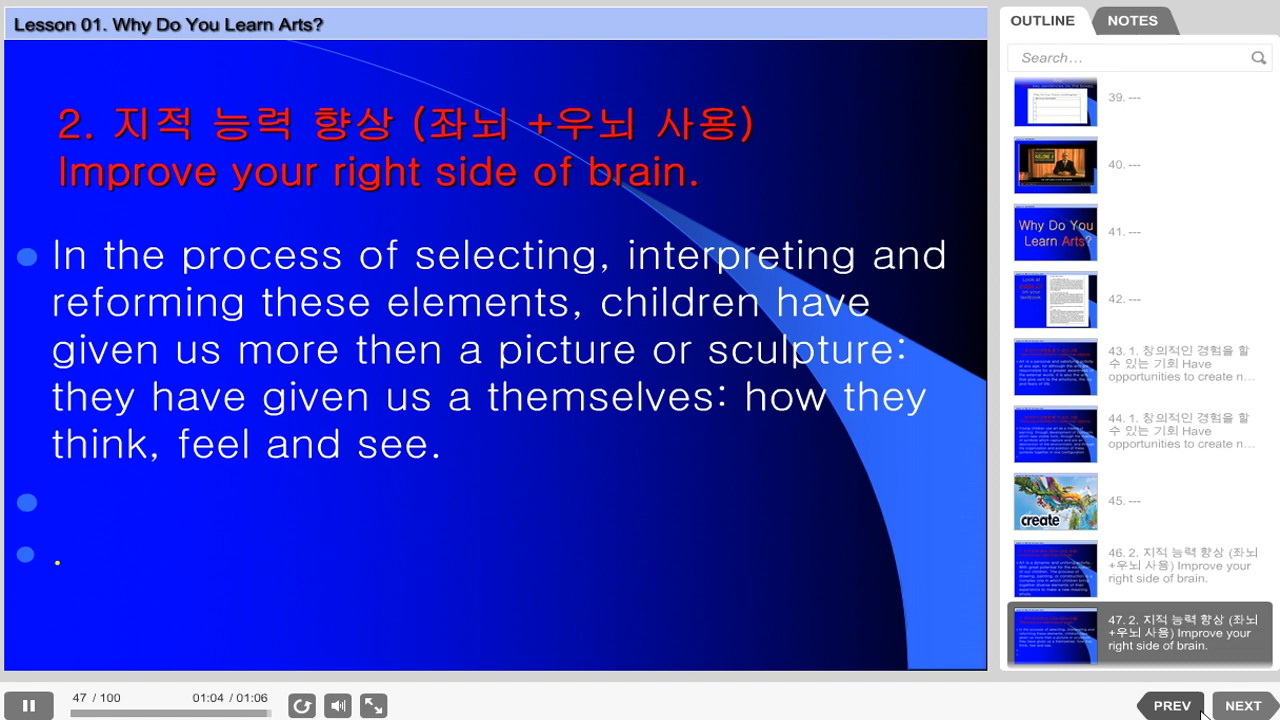 Lesson 01. Why Do You Learn Arts?
2. 지적 능력 향상 (좌뇌 +우뇌 사용)
Improve your right side of brain.
In the process of selecting, interpreting and
reforming these elements, children have
given us more then a picture or sculpture:
they have given us a themselves: how they
think, feel and see.
.
OUTLINE
NOTES
Search...
39. ---
40. ---
Why Do You
Learn Arts?
41. ---
42. ---
43. 1. 창의적인 경험을 할
수 있는 기회 Have
opportunities to create n...
44. 1. 창의적인 경험을 할
수 있는 기회 Have
opportunities to create n...
create
45. ---
46. 2. 지적 능력 향상 (좌뇌
+우뇌 사용) Improve your
right side of brain.
47. 2. 지적 능력 향상 (좌뇌
+우뇌 사용) Improve your
right side of brain.
47 / 100
01:04 / 01:06
PREV
NEXT